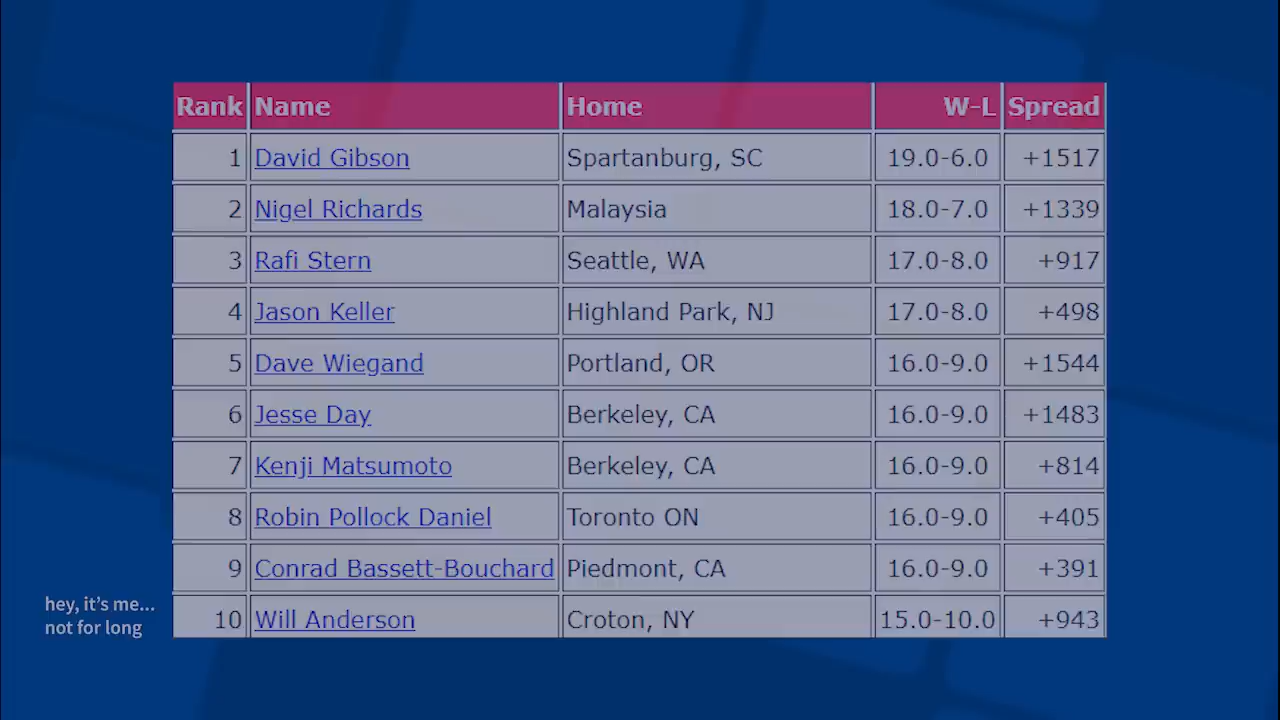 Rank Name Home W-L Spread
1 David Gibson Spartanburg, SC 19.0-6.0 +1517
2 Nigel Richards Malaysia 18.0-7.0 +1339
3 Rafi Stern Seattle, WA 17.0-8.0 +917
4 Jason Keller Highland Park, NJ 17.0-8.0 +498
5 Dave Wiegand Portland, OR 16.0-9.0 +1544
6 Jesse Day Berkeley, CA 16.0-9.0 +1483
7 Kenji Matsumoto Berkeley, CA 16.0-9.0 +814
8 Robin Pollock Daniel Toronto ON 16.0-9.0 +405
9 Conrad Bassett-Bouchard Piedmont, CA 16.0-9.0 +391
10 Will Anderson Croton, NY 15.0-10.0 +943
hey, it's me...
not for long